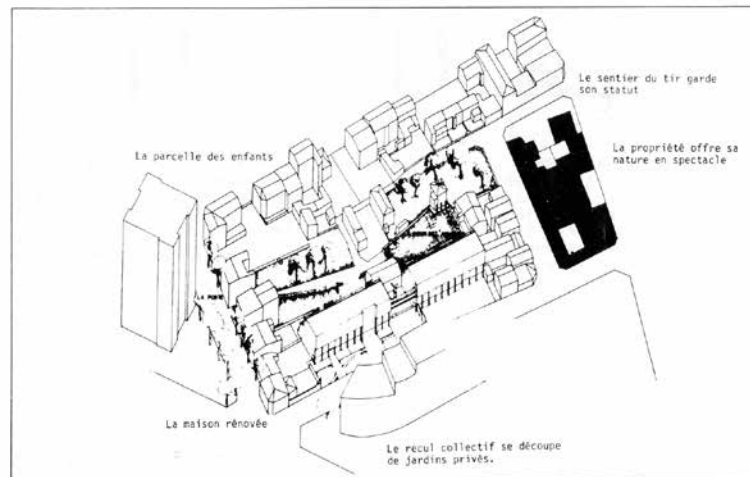 Le sentier du tir garde
son statut
La parcelle des enfants
La propriété offre sa
nature en spectacle
La maison rénovée
Le recul collectif se découpe
de jardins privés.